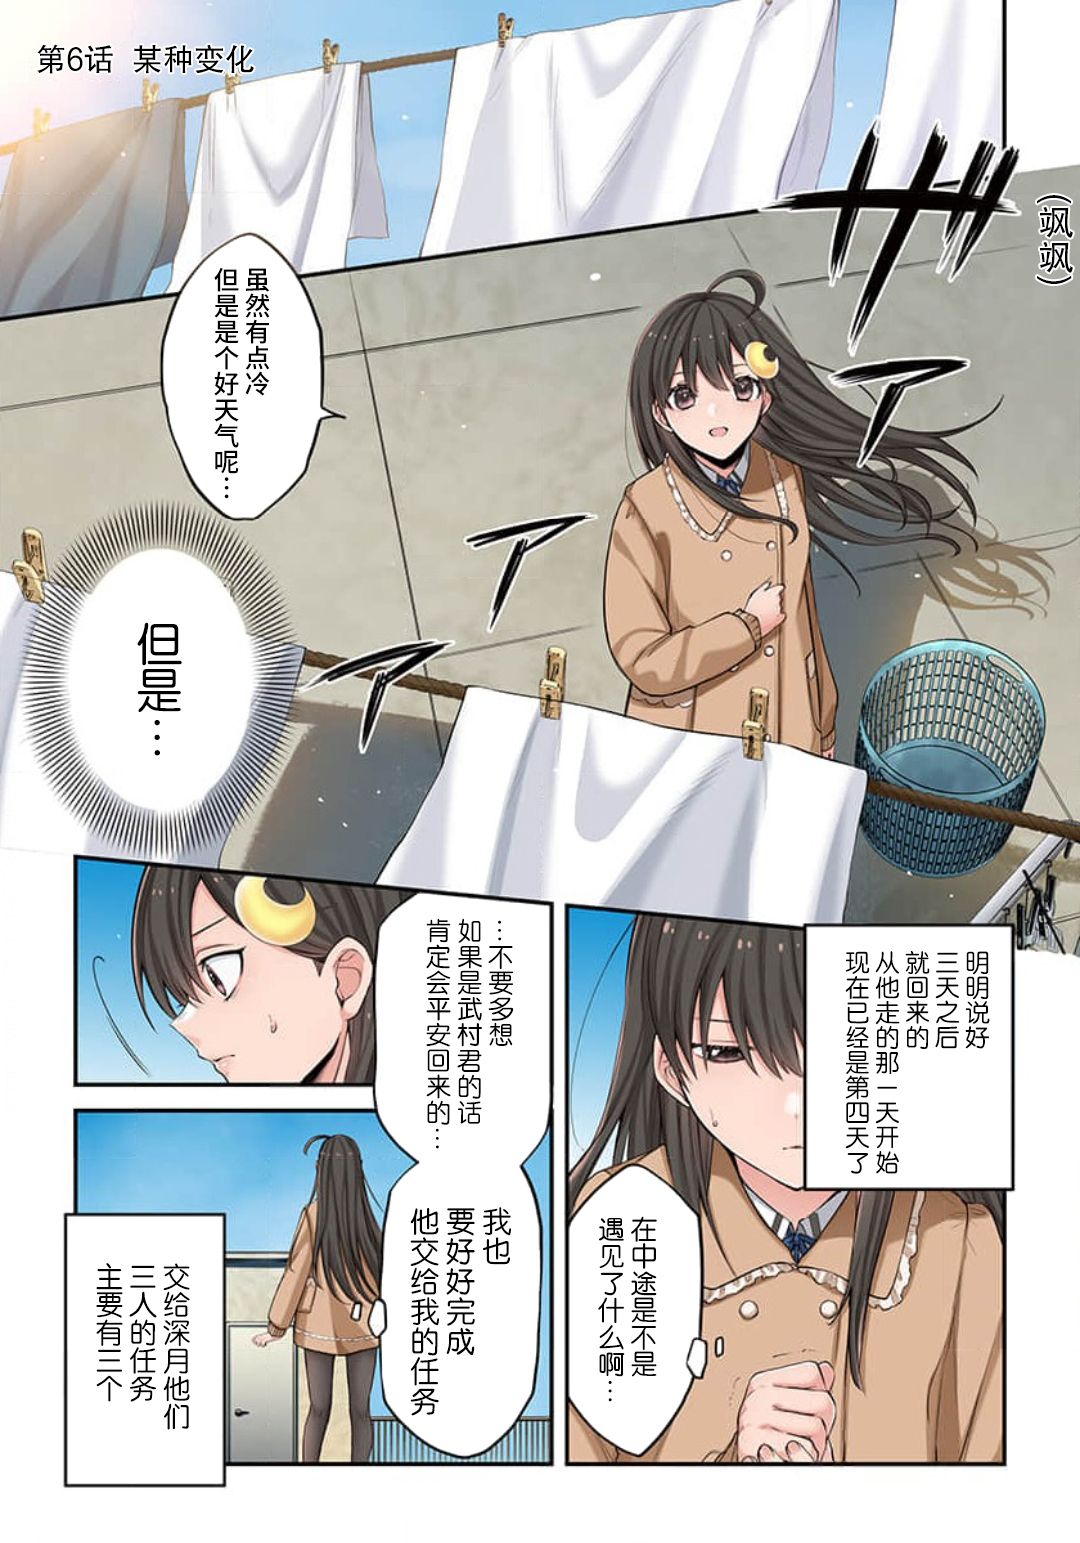 第6话 某种变化
(飒飒)
ザァァァ
虽然有点冷
但是是个好天气呢…
但是…
明明说好
三天之后
就回来的
从他走的那一天开始
现在已经是第四天了
在中途是不是
遇见了什么啊…
…不要多想
如果是武村君的话
肯定会平安回来的…
我也
要好好完成
他交给我的任务
交给深月他们
三人的任务
主要有三个